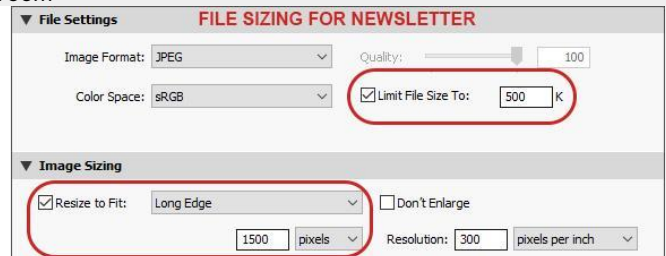 ▼ File Settings FILE SIZING FOR NEWSLETTER
Image Format: JPEG Quality: 100
Color Space: sRGB Limit File Size To: 500 K
▼ Image Sizing
Resize to Fit: Long Edge Don't Enlarge
1500 pixels Resolution: 300 pixels per inch